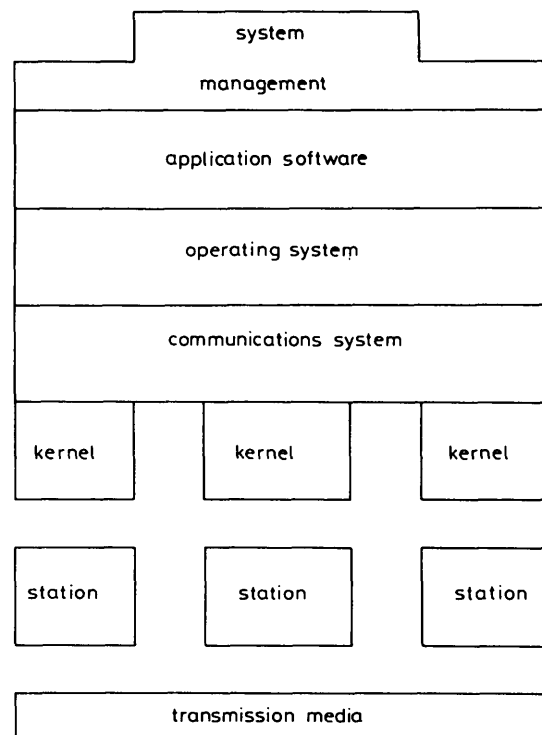 system
management
application software
operating system
communications system
kernel kernel kernel
station station station
transmission media